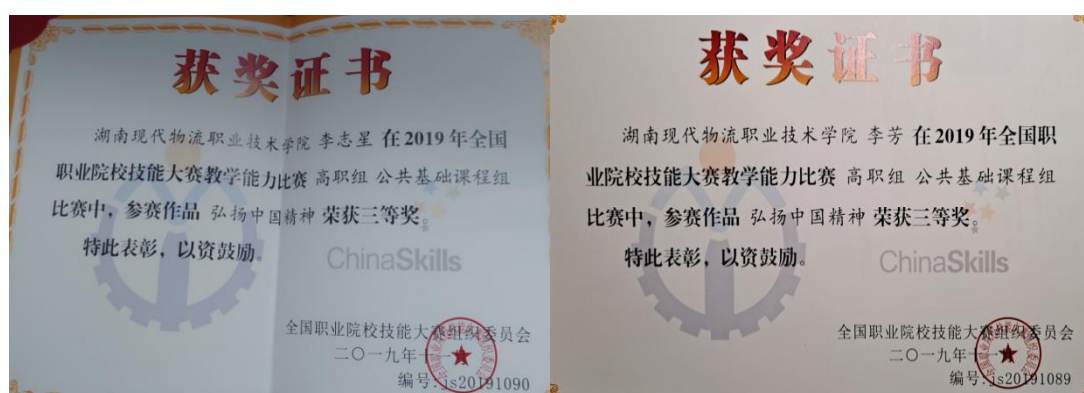 获奖证书
湖南现代物流职业技术学院 李志星 在2019年全国
职业院校技能大赛教学能力比赛 高职组 公共基础课程组
比赛中，参赛作品 弘扬中国精神 荣获三等奖。
特此表彰，以资鼓励。
ChinaSkills
全国职业院校技能大赛组织委员会
二〇一九年十一
编号:js20191090
获奖证书
湖南现代物流职业技术学院 李芳 在2019年全国职
业院校技能大赛教学能力比赛 高职组 公共基础课程组
比赛中，参赛作品 弘扬中国精神 荣获三等奖。
特此表彰，以资鼓励。
ChinaSkills
全国职业院校技能大赛组织委员会
二〇一九年十一
编号:js20191089